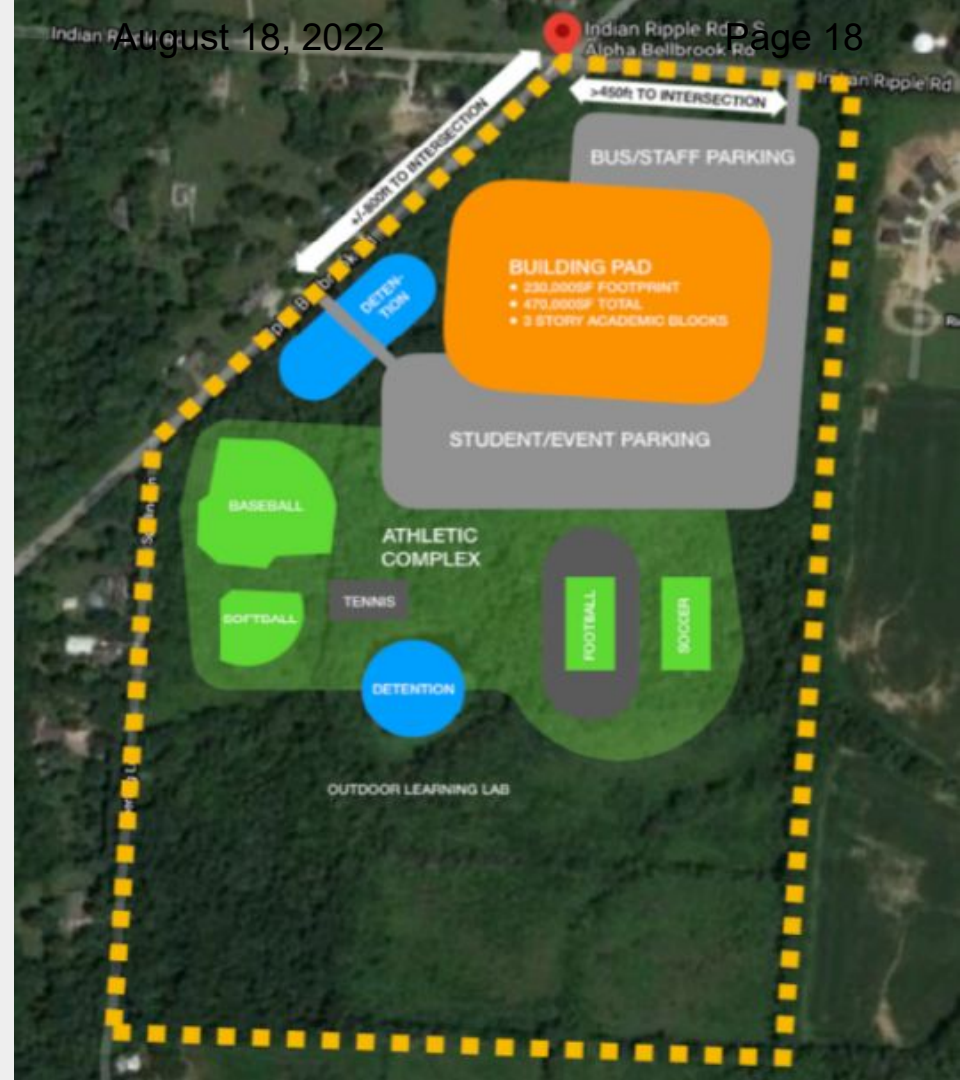 August 18, 2022
Page 18
Indian Ripple Rd
Indian Ripple Rd & S
Alpha Bellbrook Rd
Indian Ripple Rd
>450ft TO INTERSECTION
+/-800ft TO INTERSECTION
BUS/STAFF PARKING
BUILDING PAD
• 230,000SF FOOTPRINT
• 470,000SF TOTAL
• 3 STORY ACADEMIC BLOCKS
DETEN-
TION
STUDENT/EVENT PARKING
BASEBALL
ATHLETIC
COMPLEX
TENNIS
SOFTBALL
FOOTBALL
SOCCER
DETENTION
OUTDOOR LEARNING LAB